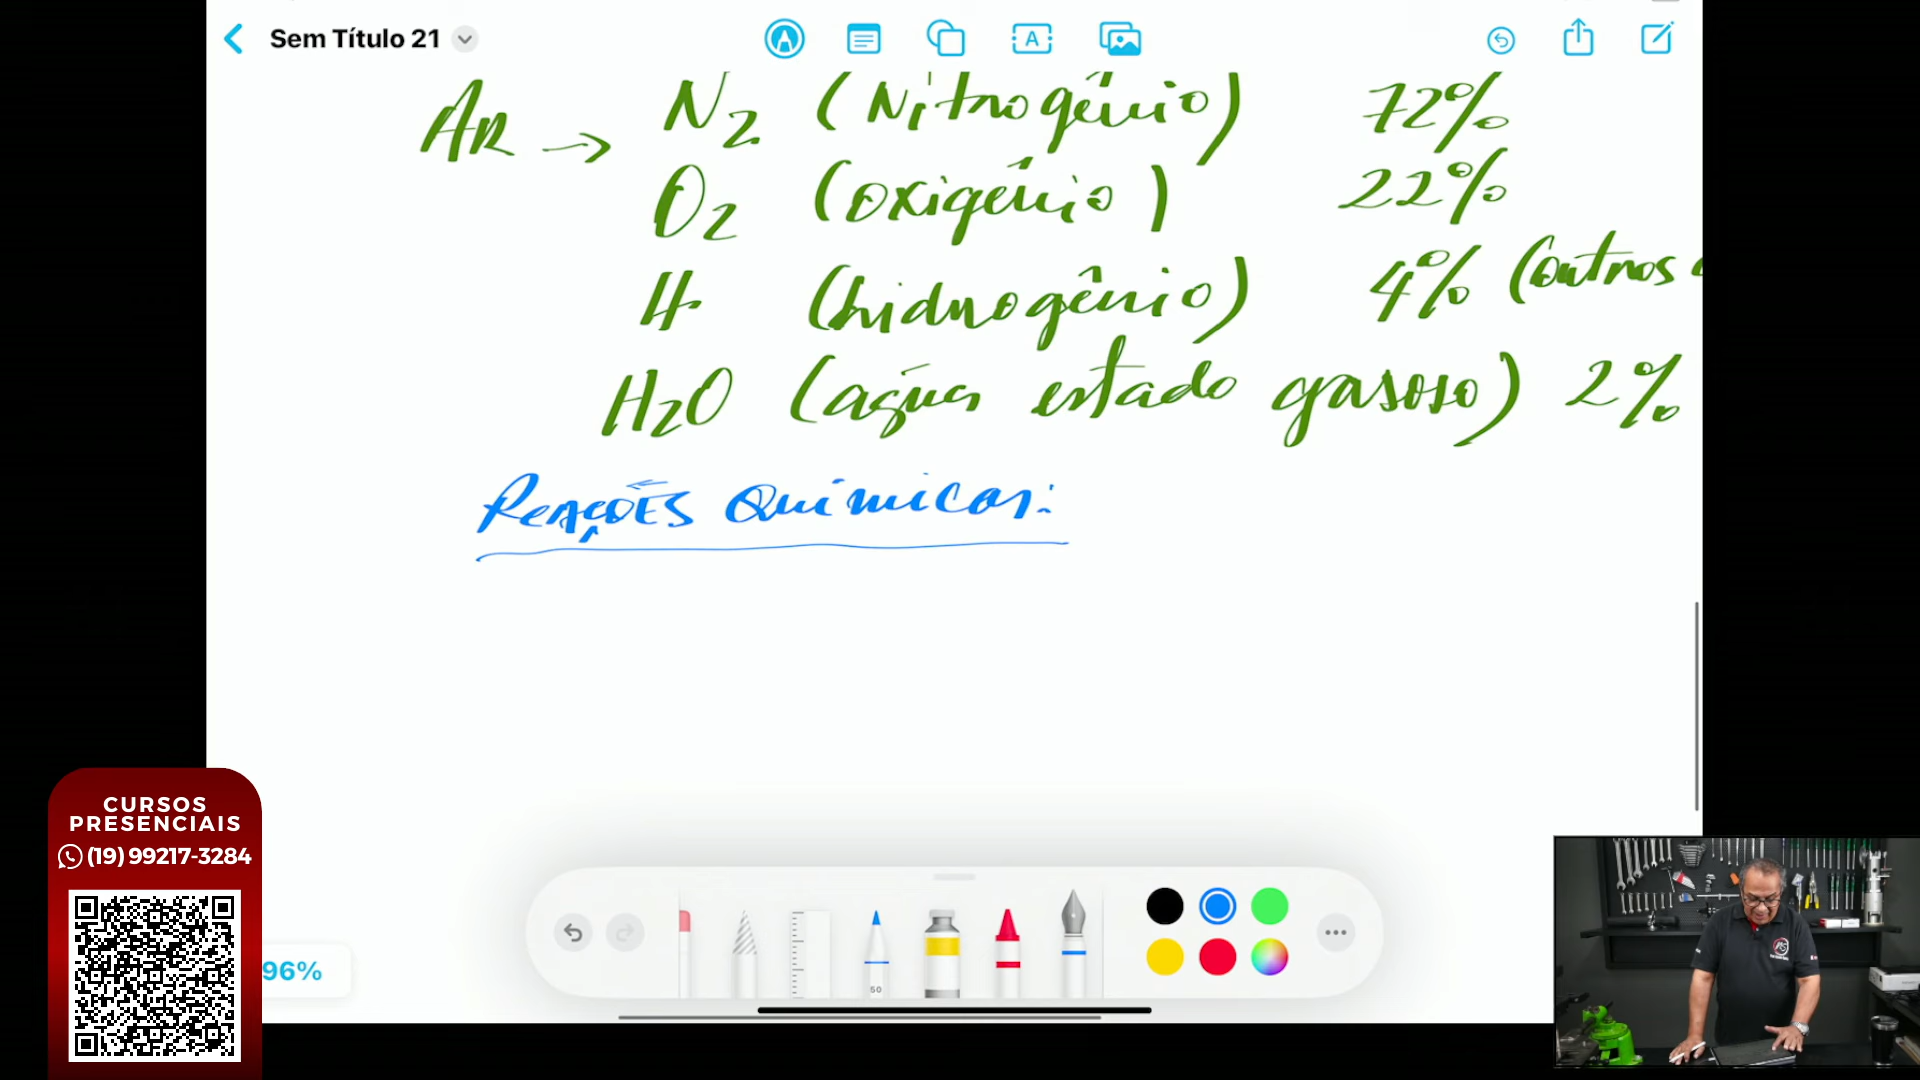 Sem Título 21
AR → N2 (Nitrogênio) 72%
O2 (oxigênio) 22%
H (hidrogênio) 4% (outros
H2O (água estado gasoso) 2%
REAÇÕES Químicas:
CURSOS
PRESENCIAIS
(19) 99217-3284
96%
50